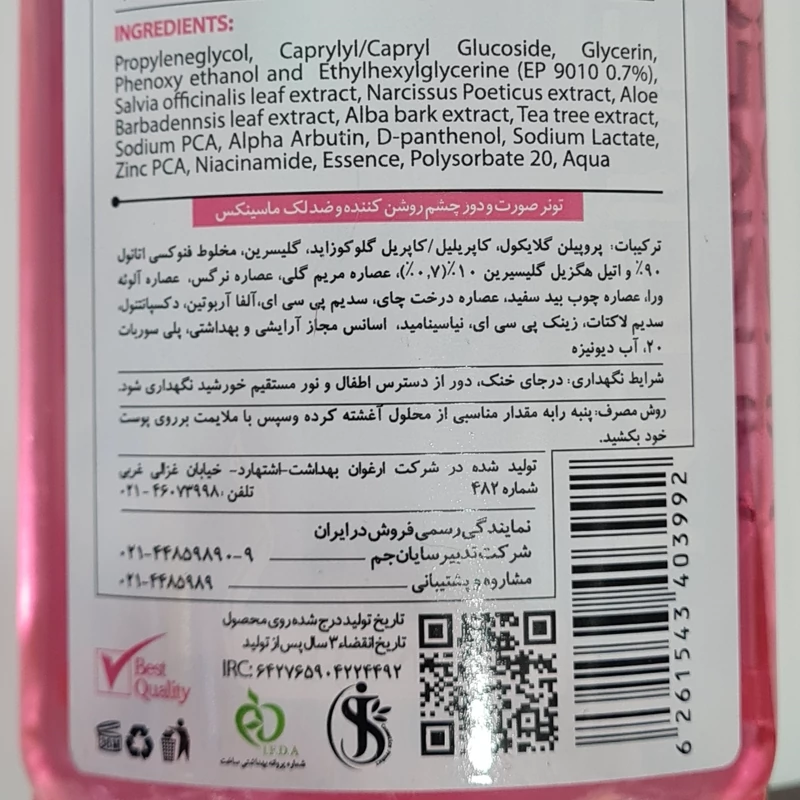 INGREDIENTS:
Propyleneglycol, Caprylyl/Capryl Glucoside, Glycerin,
Phenoxy ethanol and Ethylhexylglycerine (EP 9010 0.7%),
Salvia officinalis leaf extract, Narcissus Poeticus extract, Aloe
Barbadennsis leaf extract, Alba bark extract, Tea tree extract,
Sodium PCA, Alpha Arbutin, D-panthenol, Sodium Lactate,
Zinc PCA, Niacinamide, Essence, Polysorbate 20, Aqua
تونر صورت و دور چشم روشن کننده و ضد لک ماسینکس
ترکیبات: پروپیلن گلایکول، کاپریلیل/کاپریل گلوکوزاید، گلیسرین، مخلوط فنوکسی اتانول
۹۰٪ و اتیل هگزیل گلیسیرین ۱۰٪(۰,۷٪)، عصاره مریم گلی، عصاره نرگس، عصاره آلوئه
ورا، عصاره چوب بید سفید، عصاره درخت چای، سدیم پی سی ای،آلفا آربوتین، دکسپانتنول،
سدیم لاکتات، زینک پی سی ای، نیاسینامید، اسانس مجاز آرایشی و بهداشتی، پلی سوربات
۲۰، آب دیونیزه
شرایط نگهداری: درجای خنک، دور از دسترس اطفال و نور مستقیم خورشید نگهداری شود.
روش مصرف: پنبه رابه مقدار مناسبی از محلول آغشته کرده وسپس با ملایمت برروی پوست
خود بکشید.
تولید شده در شرکت ارغوان بهداشت-اشتهارد- خیابان غزالی غربی
شماره ۴۸۲ تلفن: ۴۶۰۷۳۹۹۸-۰۲۱
نمایندگی رسمی فروش در ایران
شرکت تدبیر سایان جم ۹-۰۲۱-۴۴۸۵۹۸۹۰
مشاوره و پشتیبانی ۰۲۱-۴۴۸۵۹۸۹
تاریخ تولید درج شده روی محصول
تاریخ انقضاء ۳ سال پس از تولید
IRC: ۶۴۲۷۶۵۹۰۴۲۲۴۴۹۲
Best
Quality
I.F.D.A
شماره پروانه بهداشتی ساخت
6 261543 403992